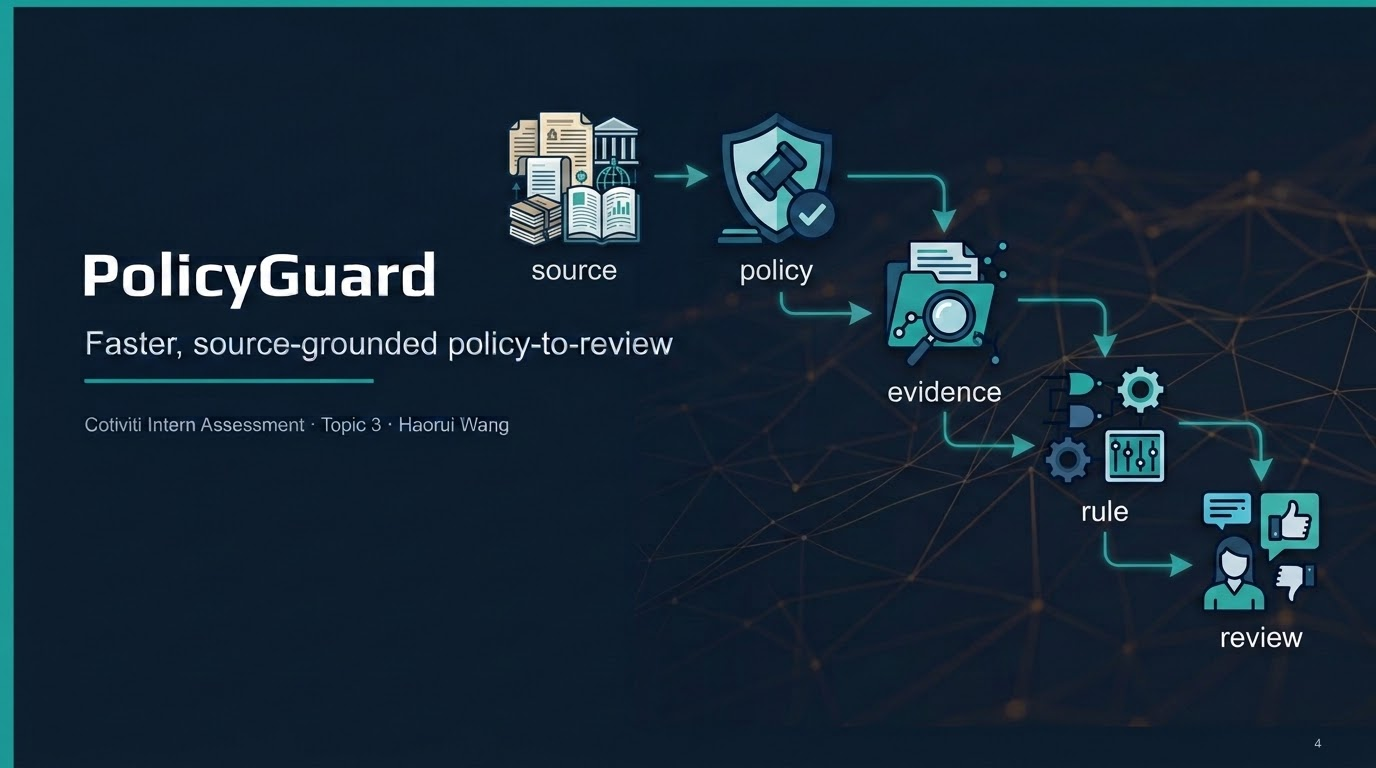 PolicyGuard
Faster, source-grounded policy-to-review
Cotiviti Intern Assessment · Topic 3 · Haorui Wang
source
policy
evidence
rule
review
4